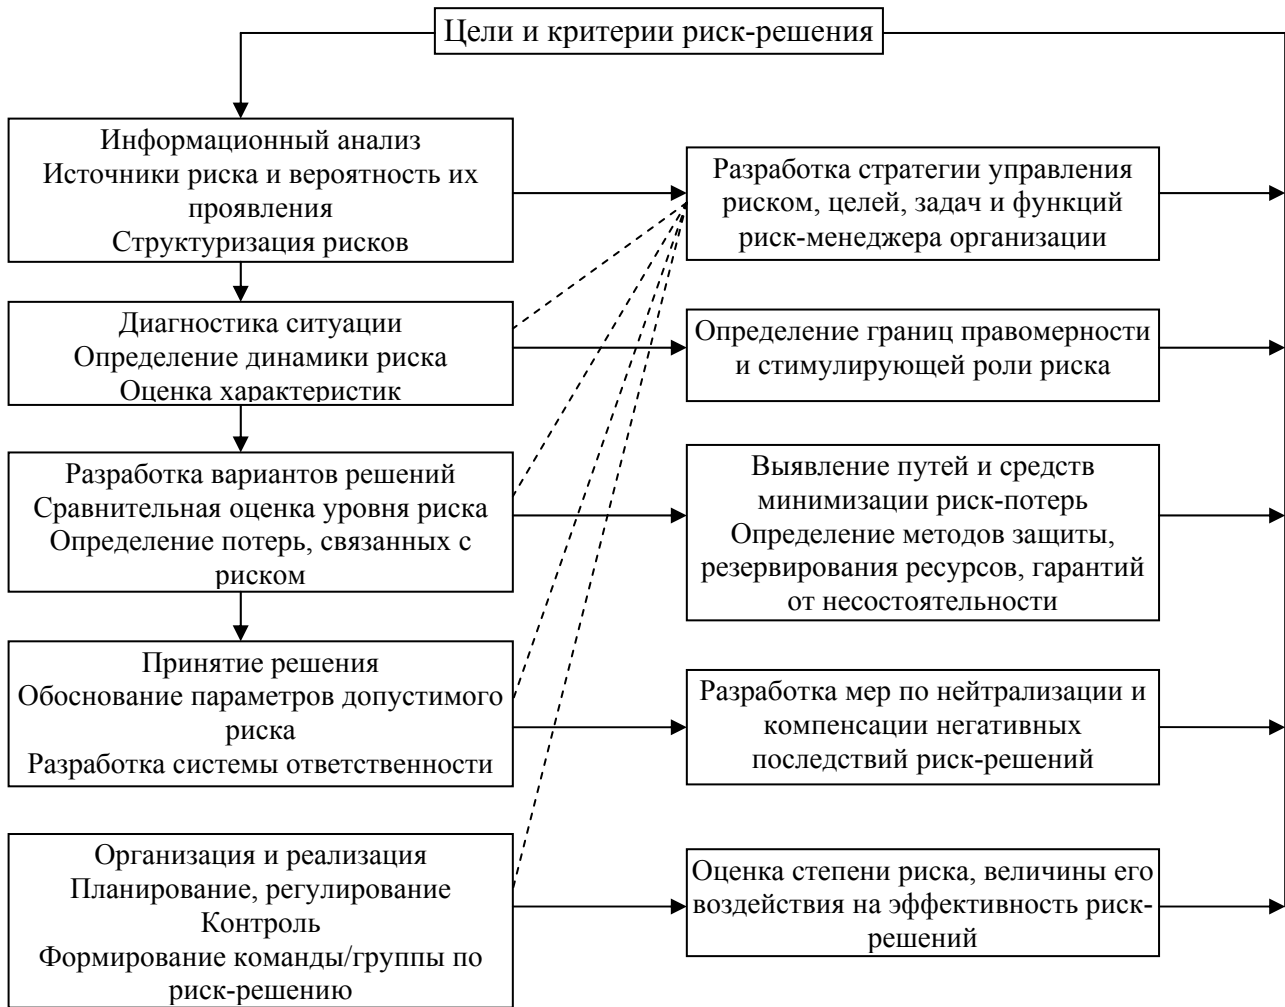 Цели и критерии риск-решения
Информационный анализ
Источники риска и вероятность их
проявления
Структуризация рисков
Разработка стратегии управления
риском, целей, задач и функций
риск-менеджера организации
Диагностика ситуации
Определение динамики риска
Оценка характеристик
Определение границ правомерности
и стимулирующей роли риска
Разработка вариантов решений
Сравнительная оценка уровня риска
Определение потерь, связанных с
риском
Выявление путей и средств
минимизации риск-потерь
Определение методов защиты,
резервирования ресурсов, гарантий
от несостоятельности
Принятие решения
Обоснование параметров допустимого
риска
Разработка системы ответственности
Разработка мер по нейтрализации и
компенсации негативных
последствий риск-решений
Организация и реализация
Планирование, регулирование
Контроль
Формирование команды/группы по
риск-решению
Оценка степени риска, величины его
воздействия на эффективность риск-
решений